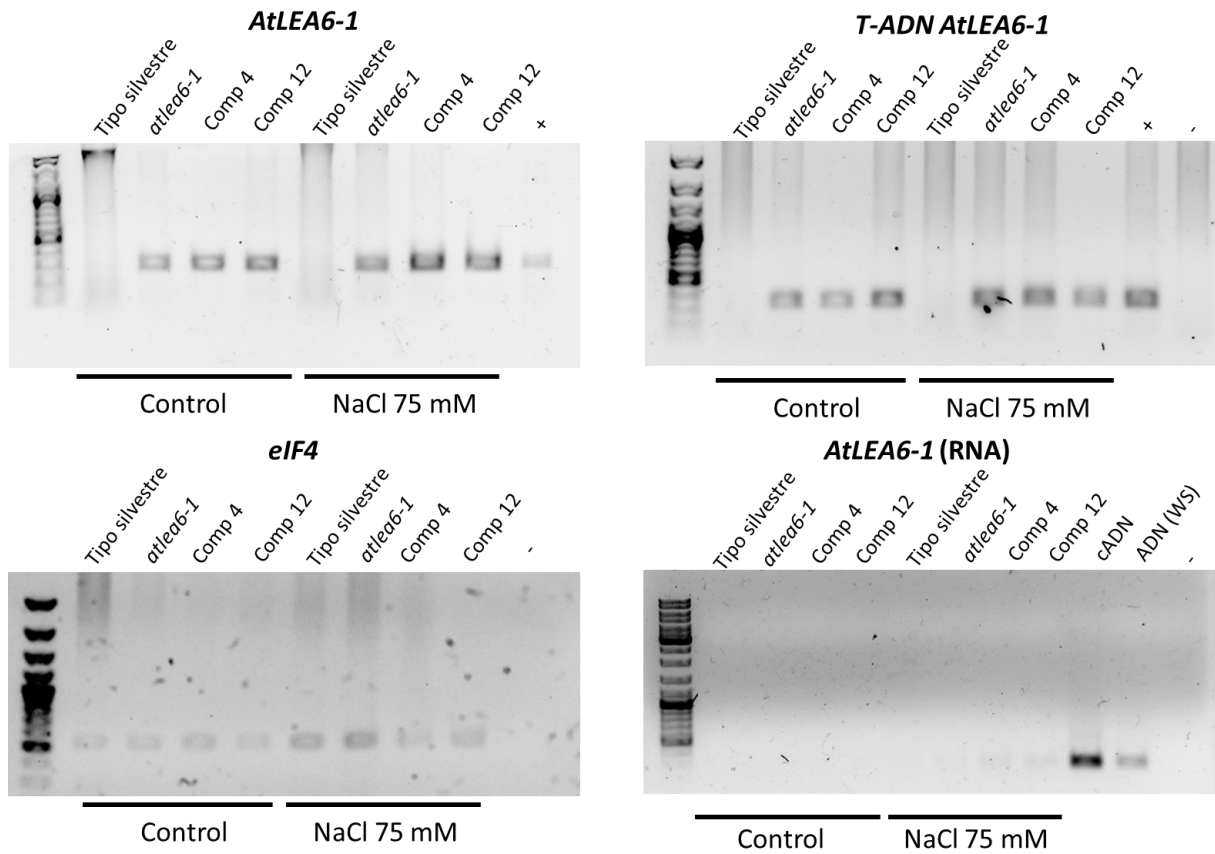 AtLEA6-1
Tipo silvestre
atlea6-1
Comp 4
Comp 12
Tipo silvestre
atlea6-1
Comp 4
Comp 12
+
Control
NaCl 75 mM
T-ADN AtLEA6-1
Tipo silvestre
atlea6-1
Comp 4
Comp 12
Tipo silvestre
atlea6-1
Comp 4
Comp 12
+
-
Control
NaCl 75 mM
eIF4
Tipo silvestre
atlea6-1
Comp 4
Comp 12
Tipo silvestre
atlea6-1
Comp 4
Comp 12
-
Control
NaCl 75 mM
AtLEA6-1 (RNA)
Tipo silvestre
atlea6-1
Comp 4
Comp 12
Tipo silvestre
atlea6-1
Comp 4
Comp 12
cADN
ADN (WS)
-
Control
NaCl 75 mM